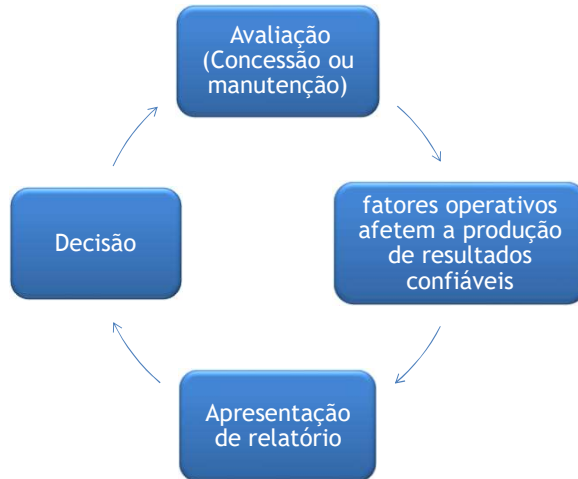 Avaliação
(Concessão ou
manutenção)
fatores operativos
afetem a produção
de resultados
confiáveis
Apresentação
de relatório
Decisão